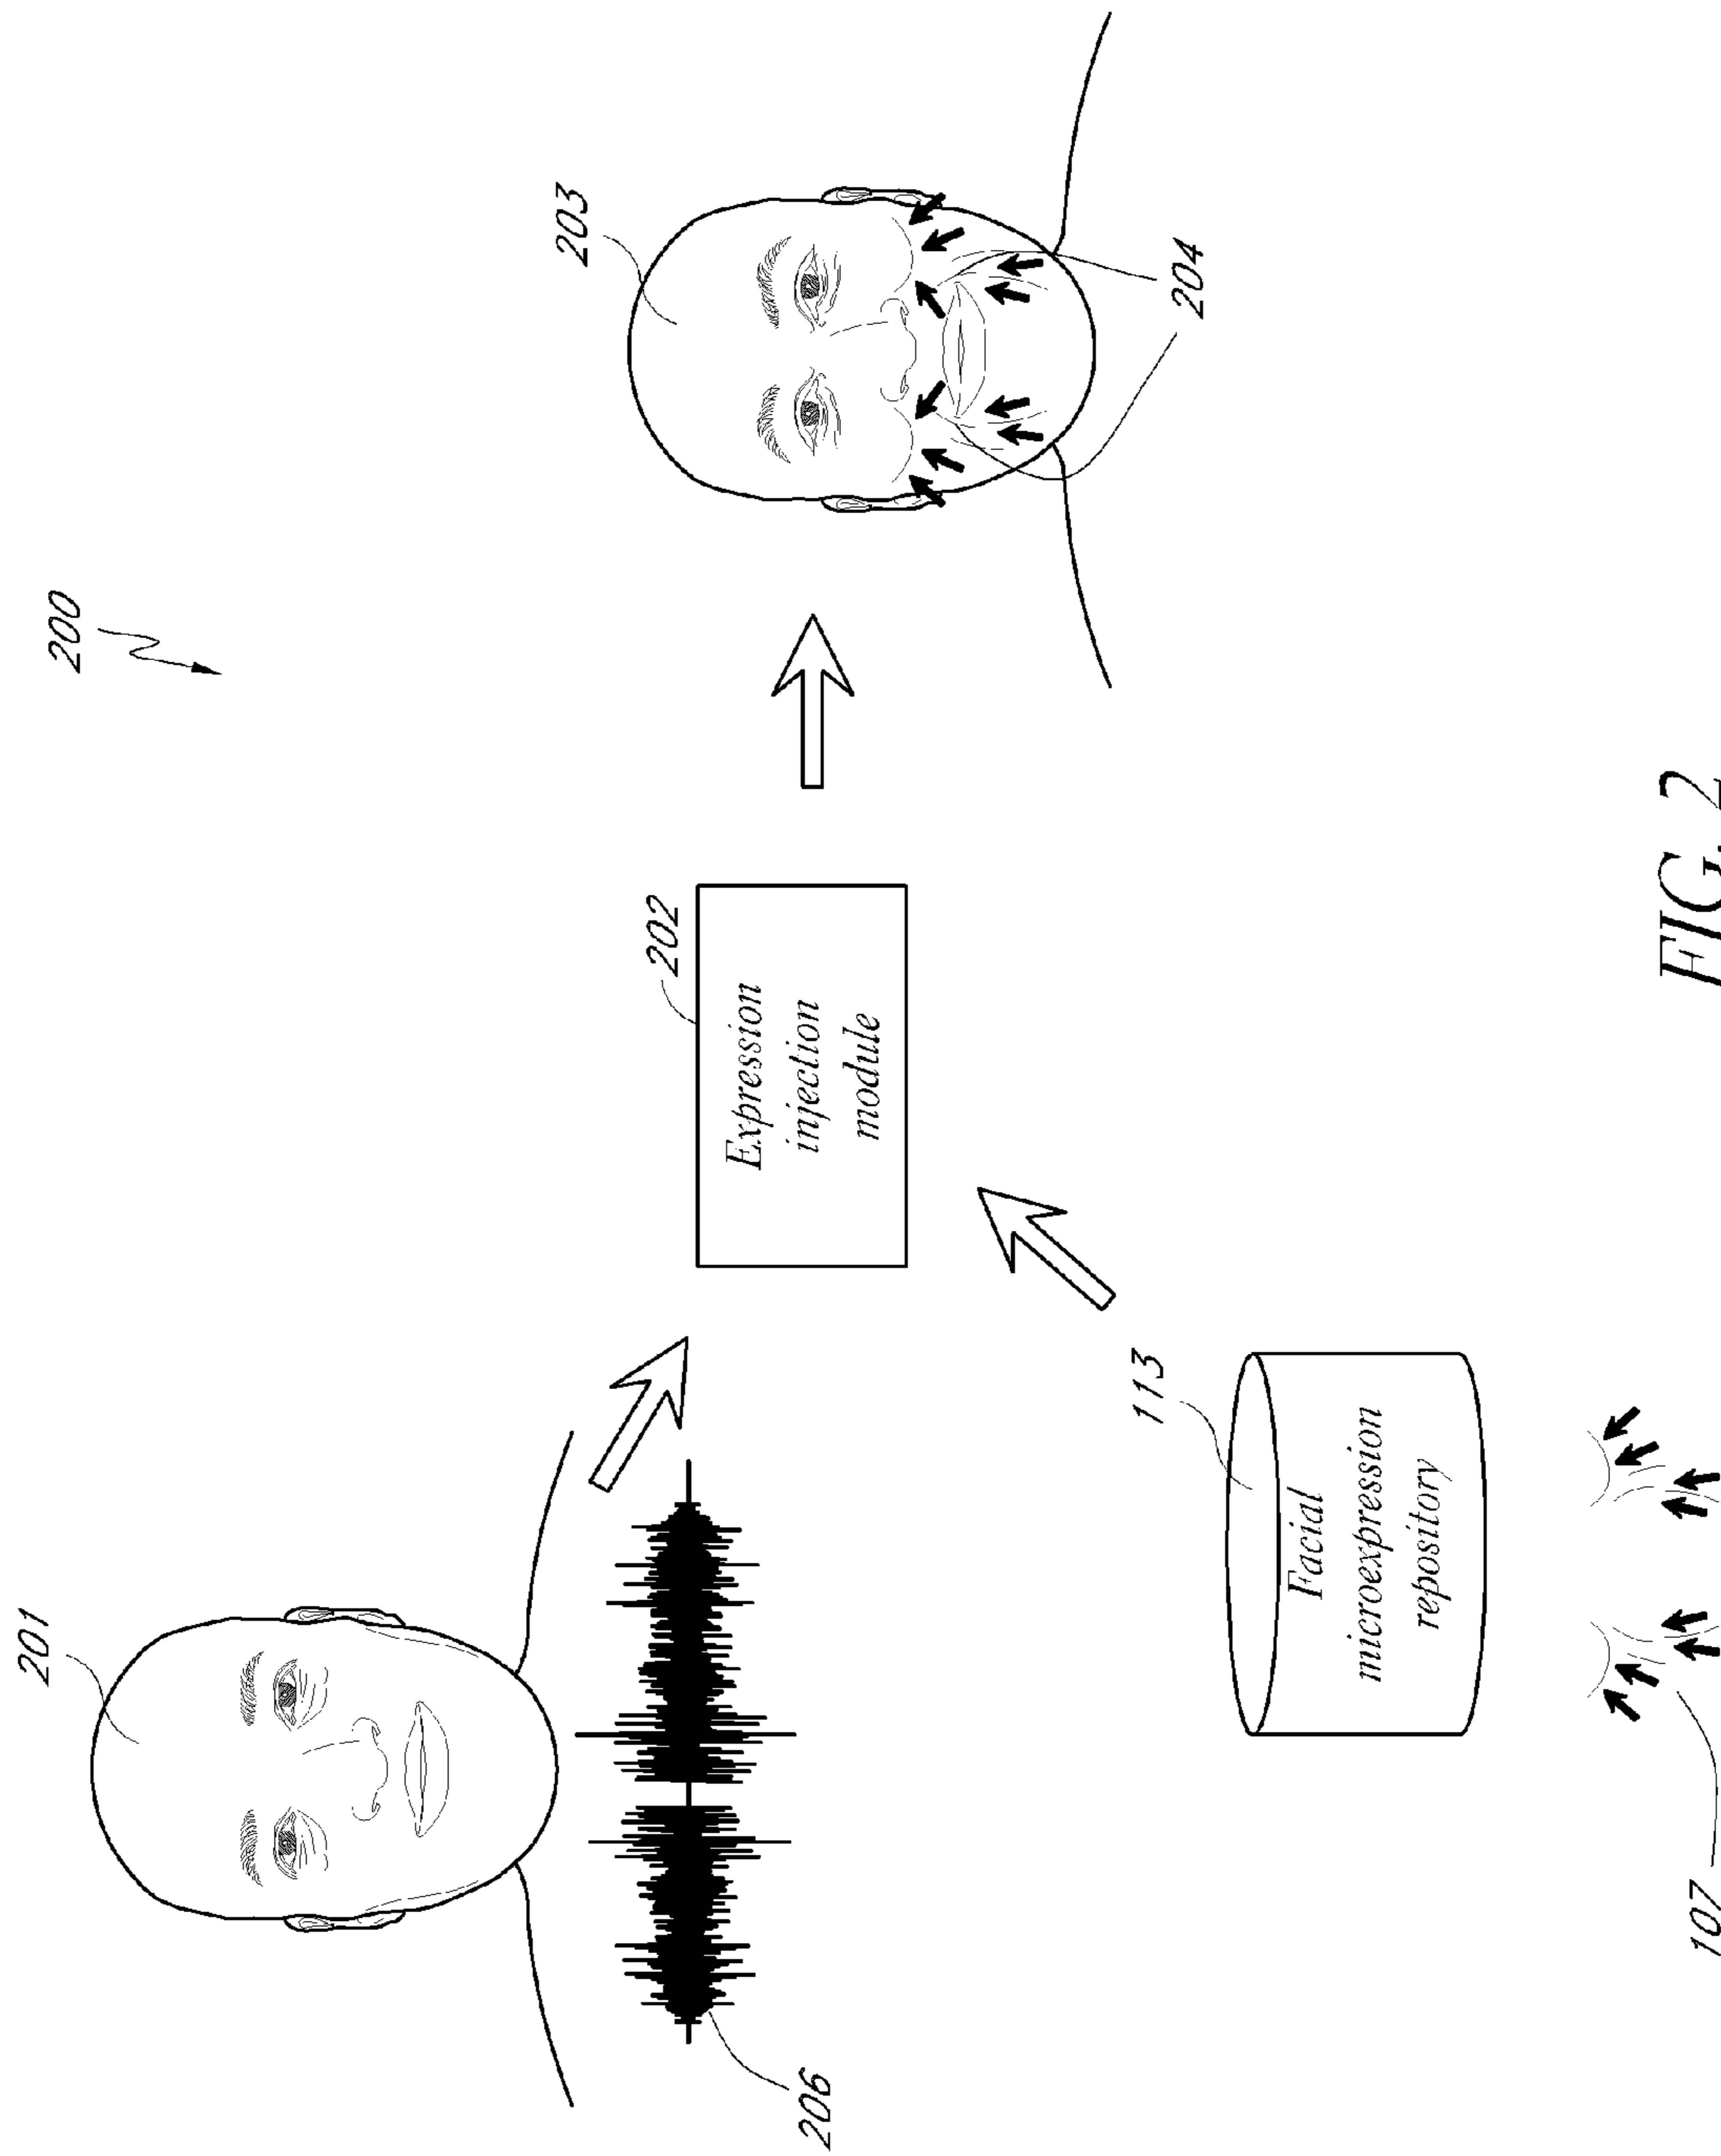 200
201
206
202
Expression
injection
module
203
204
113
Facial
microexpression
repository
107
FIG. 2